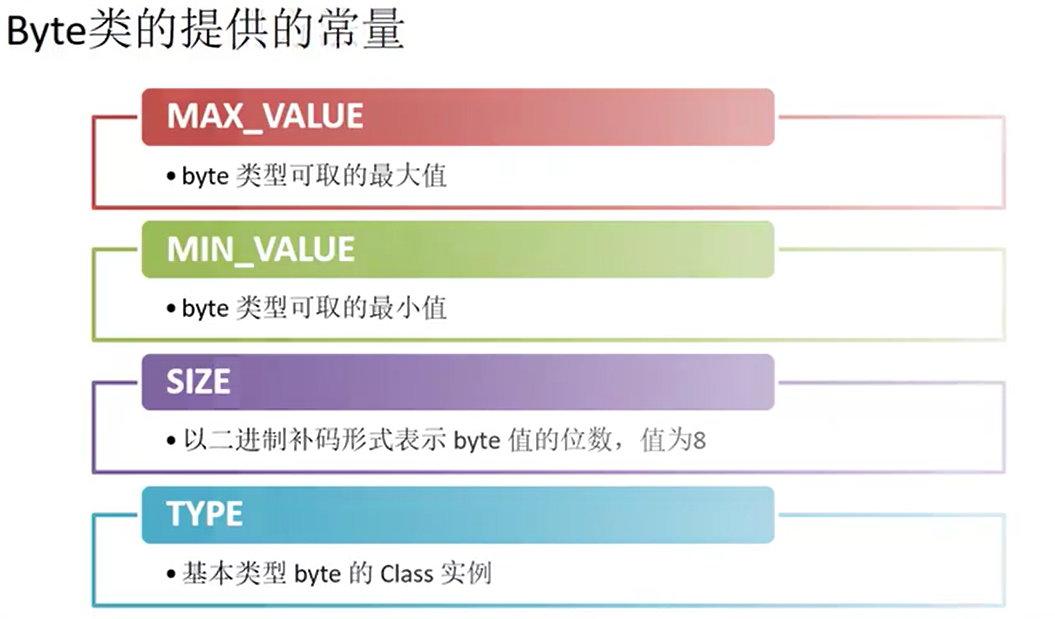 Byte类的提供的常量
MAX_VALUE
• byte 类型可取的最大值
MIN_VALUE
• byte 类型可取的最小值
SIZE
• 以二进制补码形式表示 byte 值的位数，值为8
TYPE
• 基本类型 byte 的 Class 实例